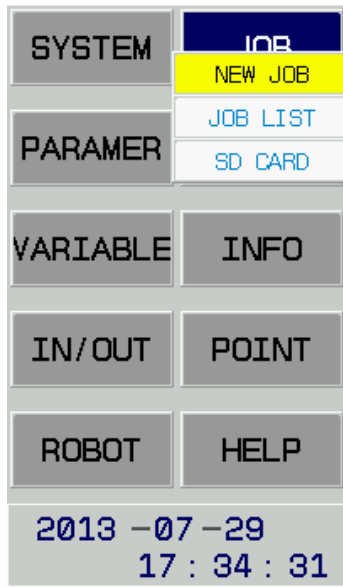 SYSTEM
JOB
NEW JOB
JOB LIST
SD CARD
PARAMER
VARIABLE
INFO
IN/OUT
POINT
ROBOT
HELP
2013 -07-29
17 : 34 : 31